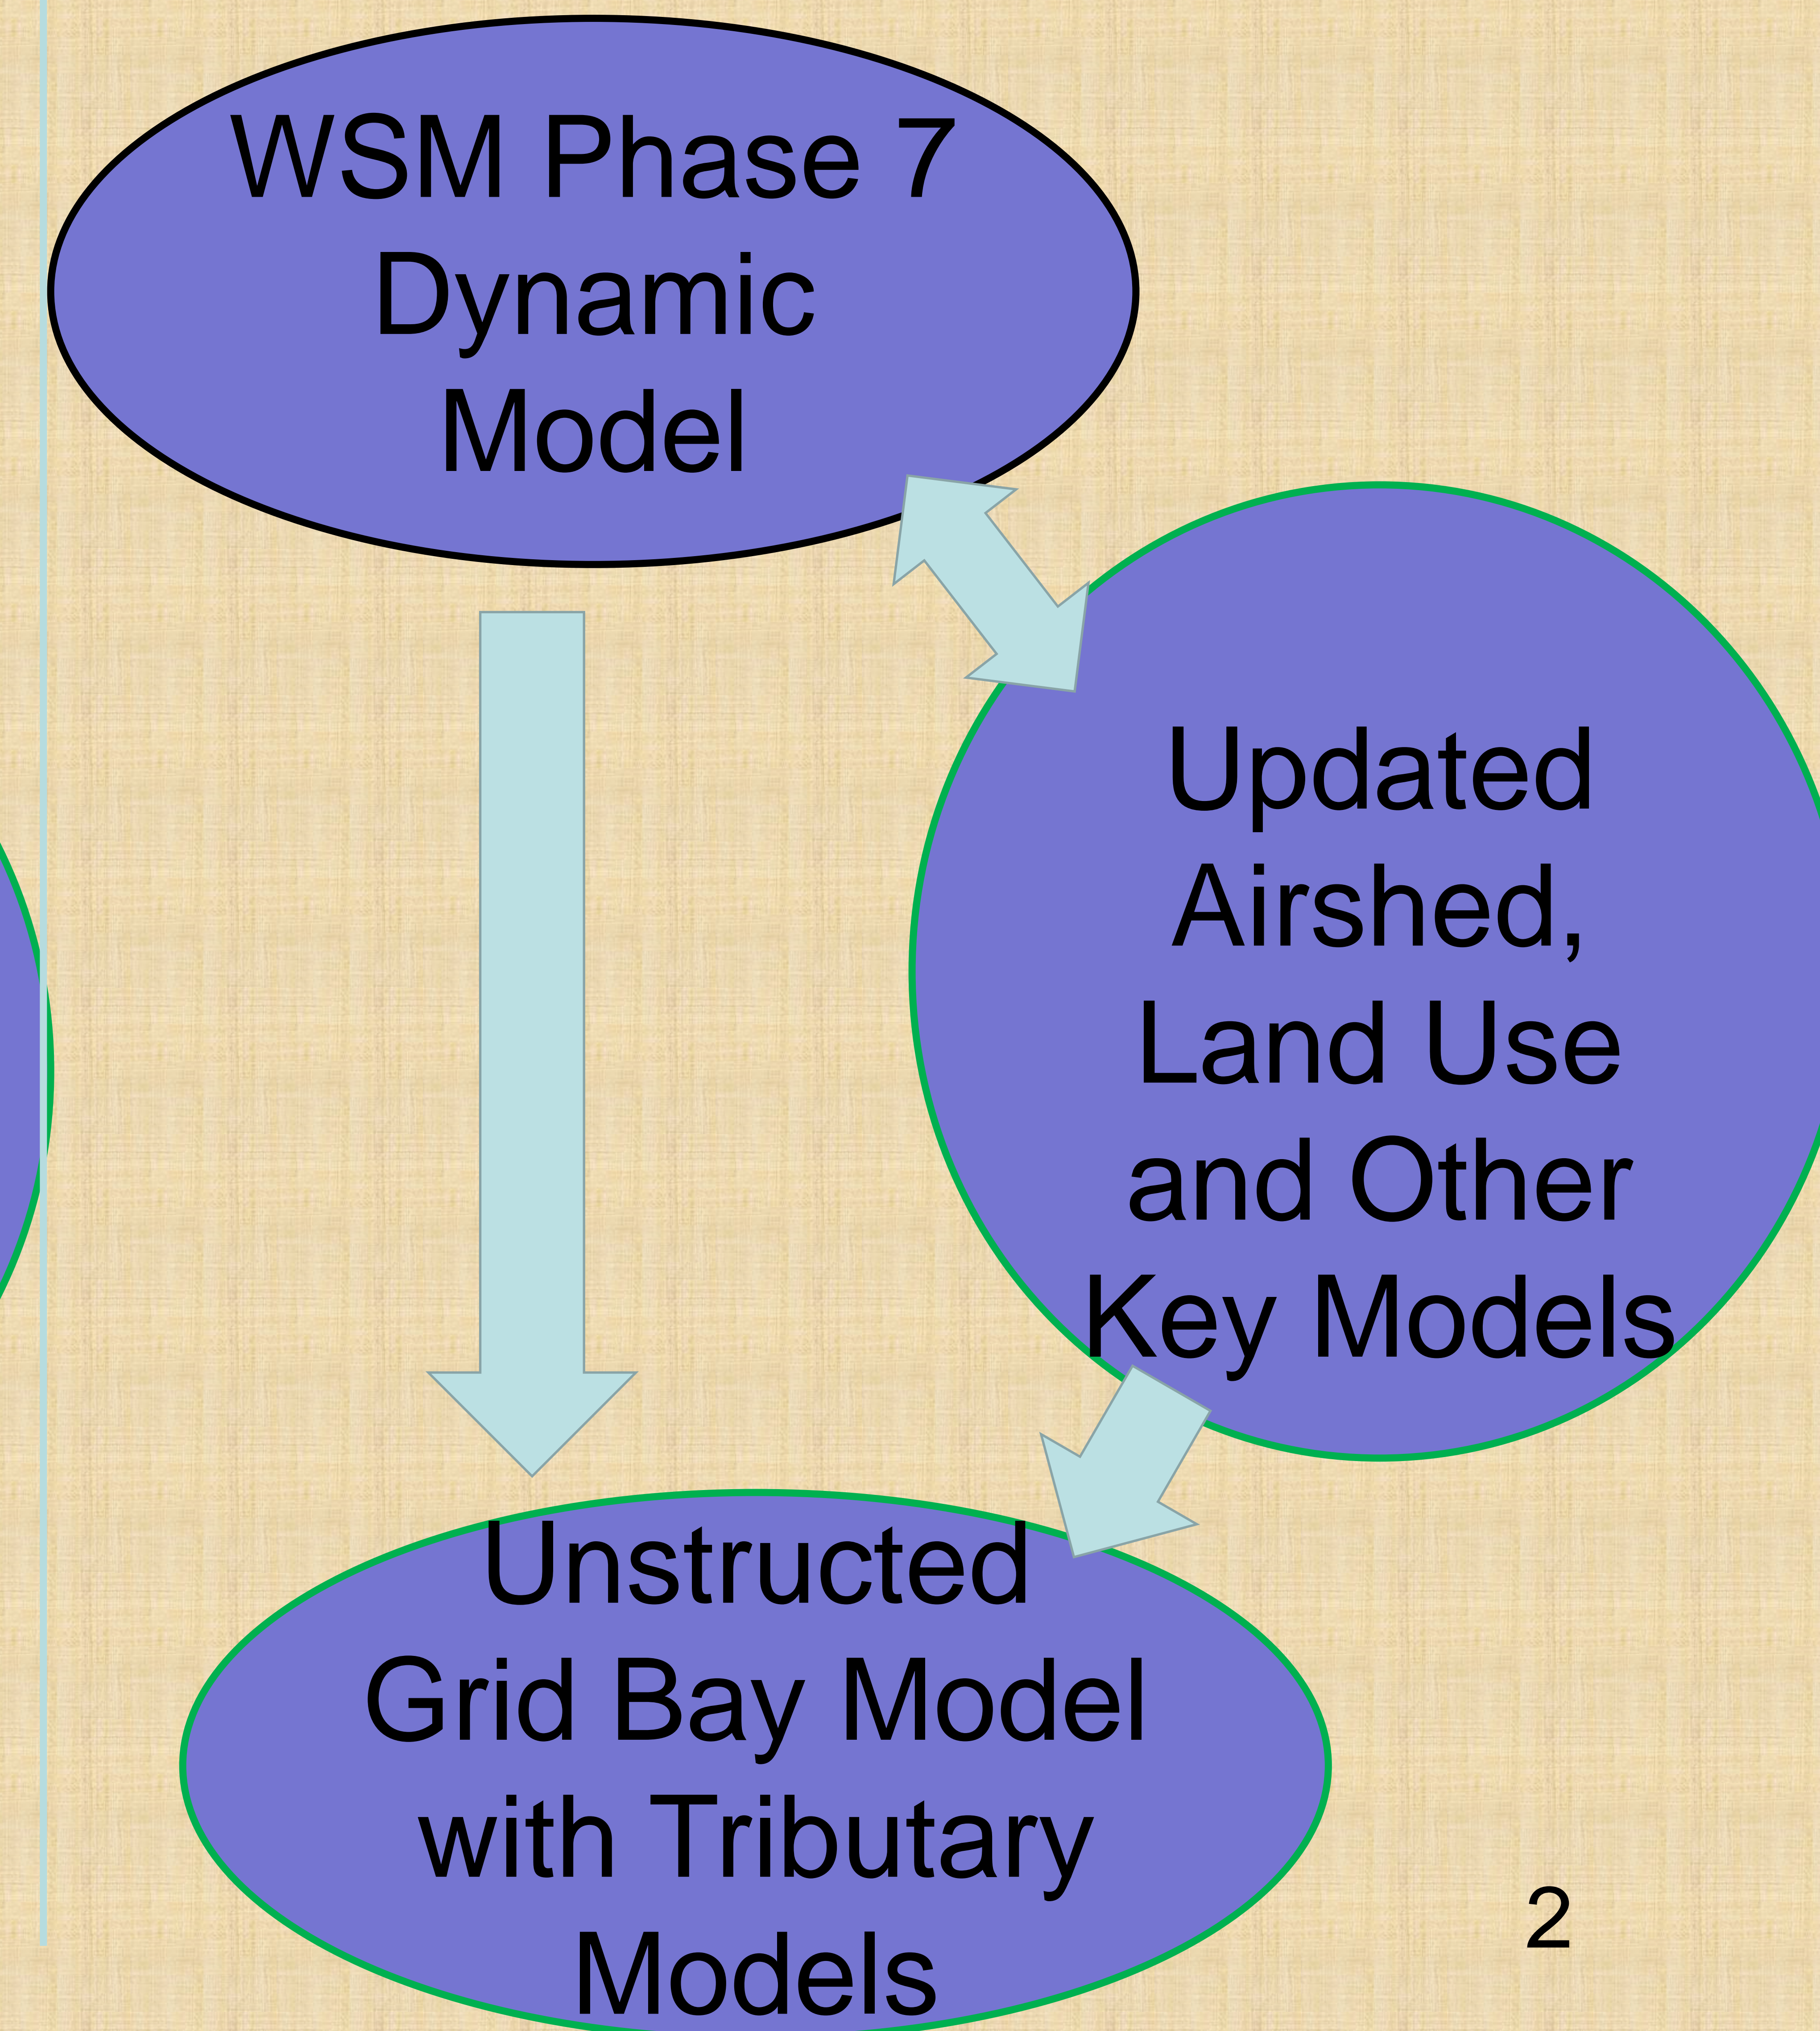 WSM Phase 7
Dynamic
Model
Updated
Airshed,
Land Use
and Other
Key Models
Unstructed
Grid Bay Model
with Tributary
Models
2